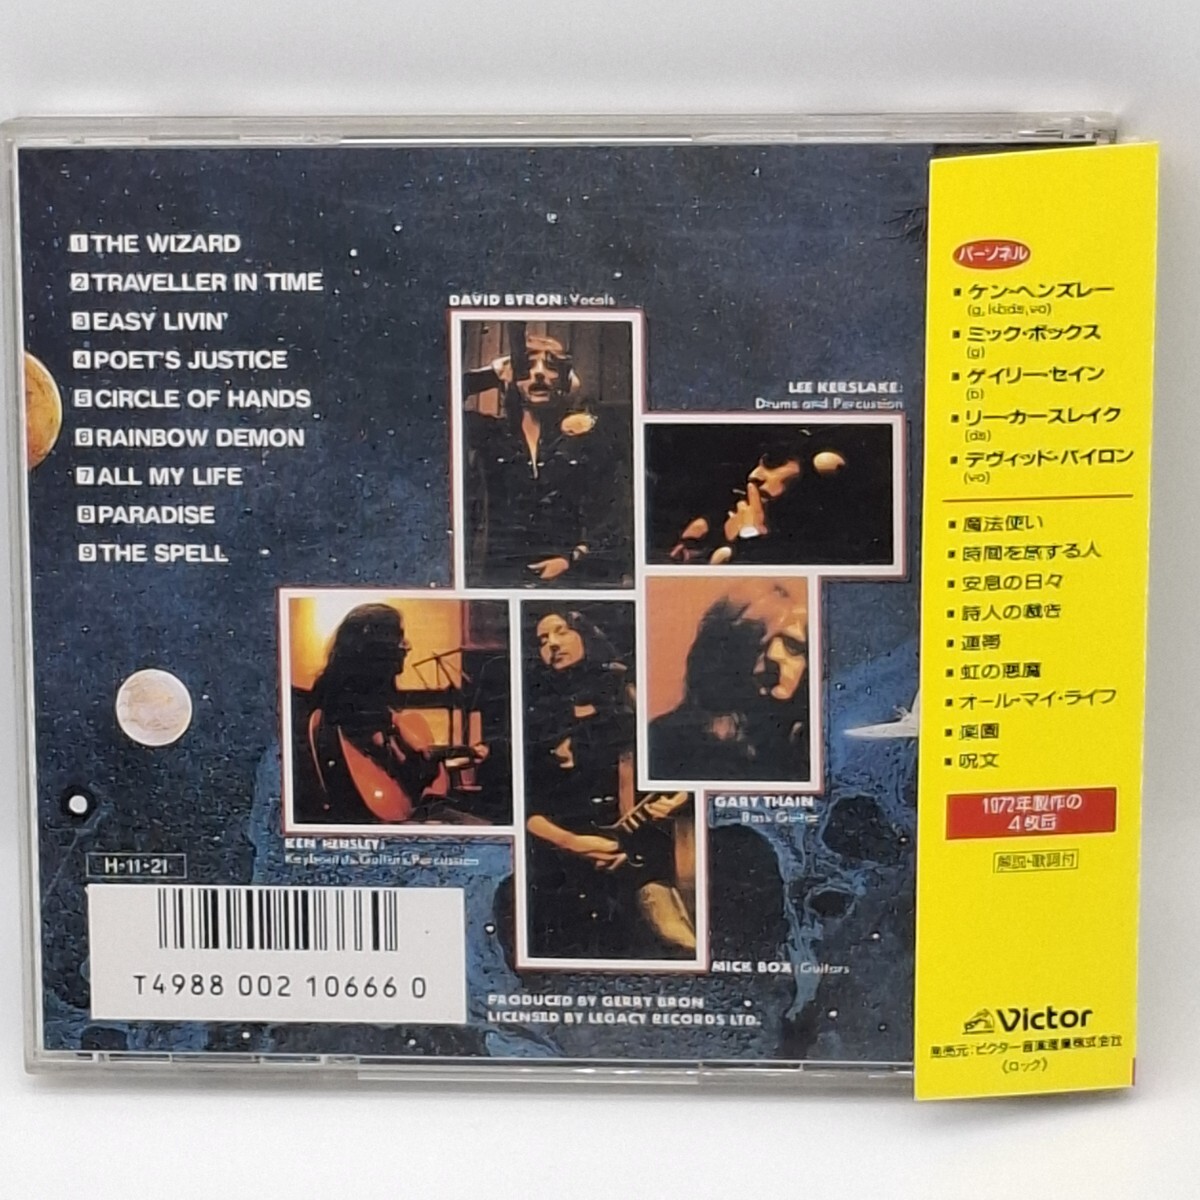 1 THE WIZARD
2 TRAVELLER IN TIME
3 EASY LIVIN'
4 POET'S JUSTICE
5 CIRCLE OF HANDS
6 RAINBOW DEMON
7 ALL MY LIFE
8 PARADISE
9 THE SPELL
DAVID BYRON: Vocals
LEE KERSLAKE:
Drums and Percussion
GARY THAIN
Bass Guitar
KEN HENSLEY:
Keyboards, Guitars, Percussion
MICK BOX: Guitars
H·11·21
T4988 002 10666 0
PRODUCED BY GERRY BRON
LICENSED BY LEGACY RECORDS LTD.
パーソネル
■ケン・ヘンズレー
(g, kbds, vo)
■ミック・ボックス
(g)
■ゲイリー・セイン
(b)
■リー・カースレイク
(ds)
■デヴィッド・バイロン
(vo)
■魔法使い
■時間を旅する人
■安息の日々
■詩人の裁き
■連帯
■虹の悪魔
■オール・マイ・ライフ
■楽園
■呪文
1972年製作の
4枚目
解説・歌詞付
Victor
発売元:ビクター音楽産業株式会社
(ロック)